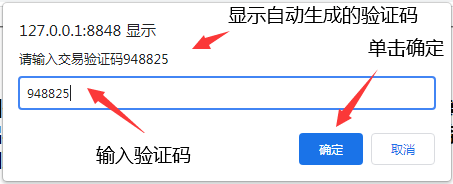 显示自动生成的验证码
127.0.0.1:8848 显示
单击确定
请输入交易验证码948825
948825
输入验证码
确定
取消